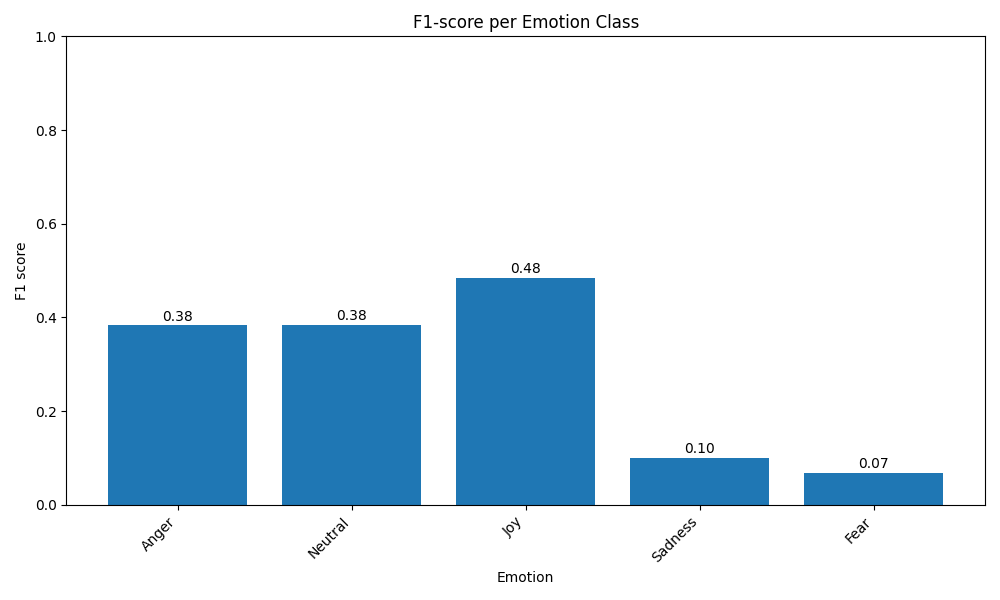 F1-score per Emotion Class
1.0
0.8
0.6
0.4
0.2
0.0
F1 score
0.38
0.38
0.48
0.10
0.07
Anger
Neutral
Joy
Sadness
Fear
Emotion